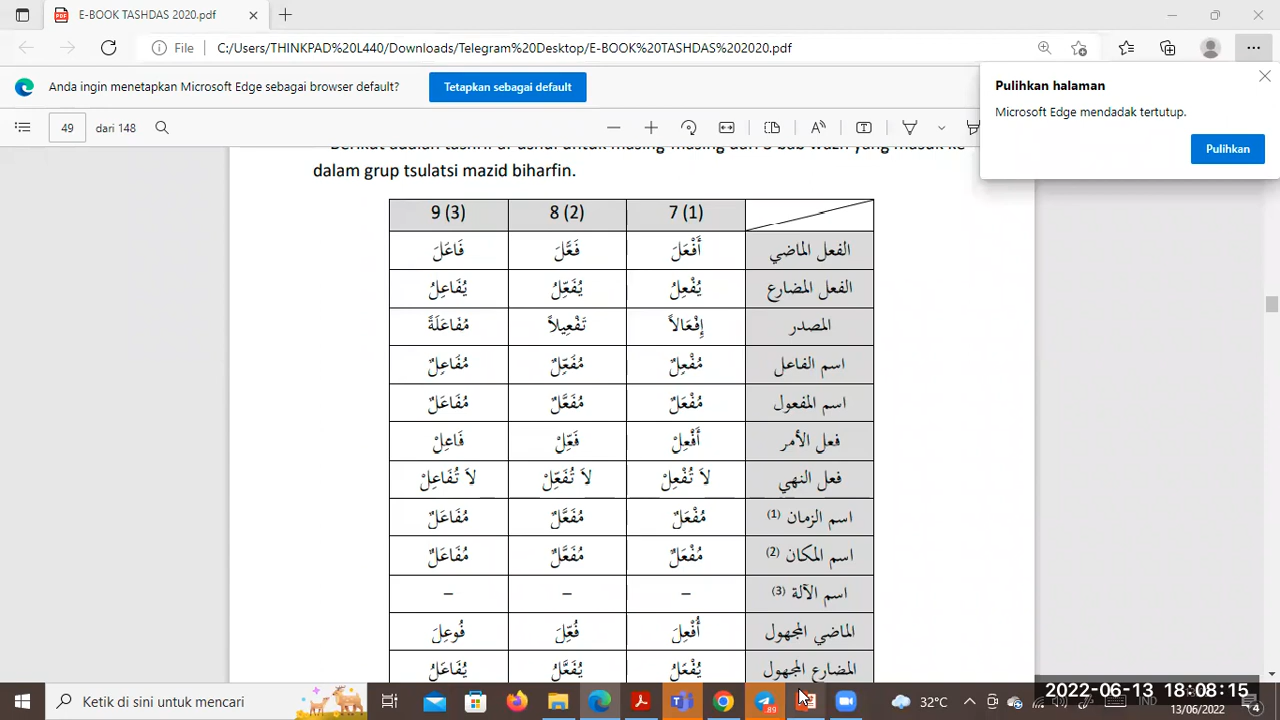 E-BOOK TASHDAS 2020.pdf
File C:/Users/THINKPAD%20L440/Downloads/Telegram%20Desktop/E-BOOK%20TASHDAS%202020.pdf
Anda ingin menetapkan Microsoft Edge sebagai browser default? Tetapkan sebagai default
Pulihkan halaman
Microsoft Edge mendadak tertutup.
Pulihkan
49 dari 148
dalam grup tsulatsi mazid biharfin.
9 (3) 8 (2) 7 (1)
الفعل الماضي أَفْعَلَ فَعَّلَ فَاعَلَ
الفعل المضارع يُفْعِلُ يُفَعِّلُ يُفَاعِلُ
المصدر إِفْعَالاً تَفْعِيلاً مُفَاعَلَةً
اسم الفاعل مُفْعِلٌ مُفَعِّلٌ مُفَاعِلٌ
اسم المفعول مُفْعَلٌ مُفَعَّلٌ مُفَاعَلٌ
فعل الأمر أَفْعِلْ فَعِّلْ فَاعِلْ
فعل النهي لاَ تُفْعِلْ لاَ تُفَعِّلْ لاَ تُفَاعِلْ
اسم الزمان (1) مُفْعَلٌ مُفَعَّلٌ مُفَاعَلٌ
اسم المكان (2) مُفْعَلٌ مُفَعَّلٌ مُفَاعَلٌ
اسم الآلة (3) – – –
الماضي المجهول أُفْعِلَ فُعِّلَ فُوعِلَ
المضارع المجهول يُفْعَلُ يُفَعَّلُ يُفَاعَلُ
Ketik di sini untuk mencari 89 32°C IND 2022-06-13 18:08:15
13/06/2022 4